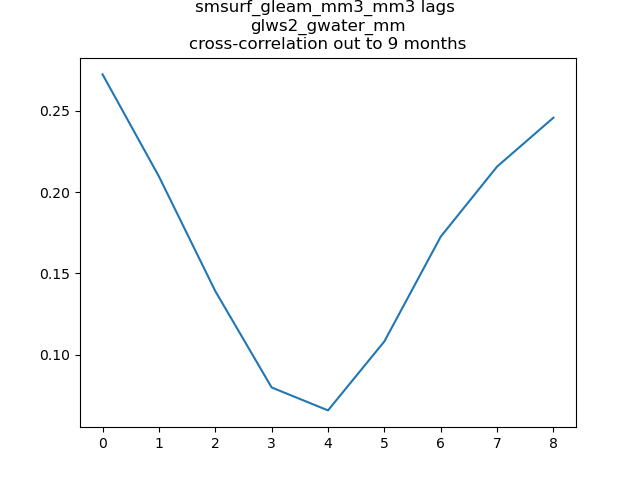 smsurf_gleam_mm3_mm3 lags
glws2_gwater_mm
cross-correlation out to 9 months
0.25
0.20
0.15
0.10
0 1 2 3 4 5 6 7 8